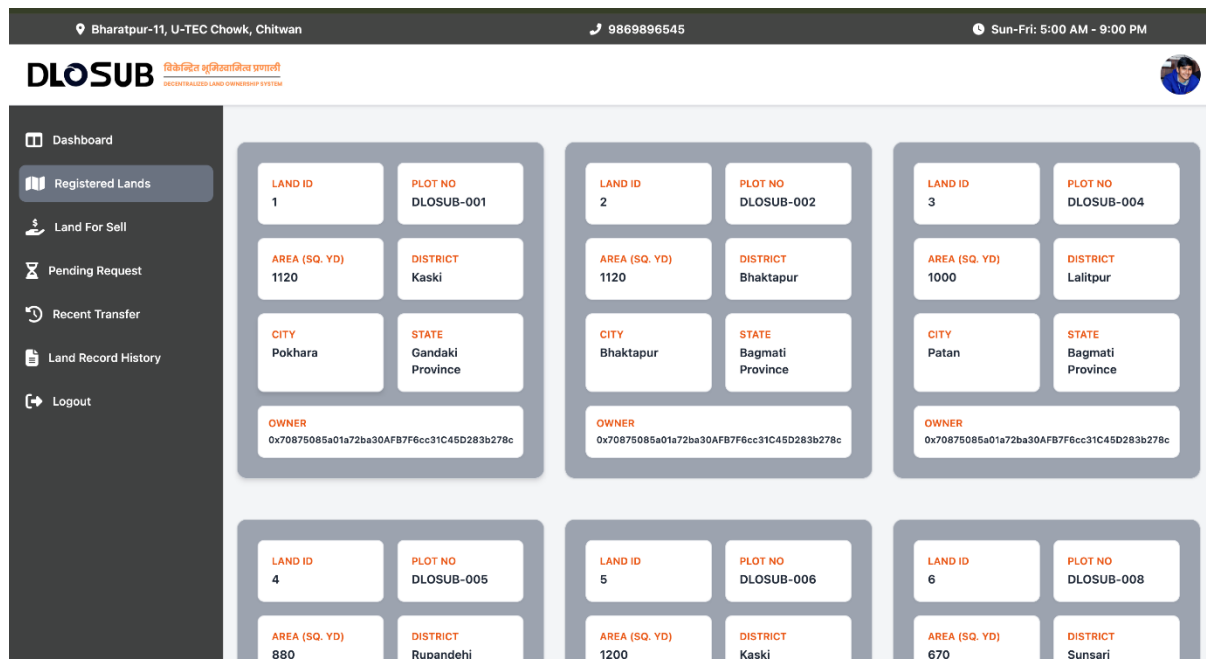 Bharatpur-11, U-TEC Chowk, Chitwan
9869896545
Sun-Fri: 5:00 AM - 9:00 PM
DLOSUB
विकेन्द्रित भूमिस्वामित्व प्रणाली
DECENTRALIZED LAND OWNERSHIP SYSTEM
Dashboard
Registered Lands
Land For Sell
Pending Request
Recent Transfer
Land Record History
Logout
LAND ID
1
PLOT NO
DLOSUB-001
AREA (SQ. YD)
1120
DISTRICT
Kaski
CITY
Pokhara
STATE
Gandaki
Province
OWNER
0x70875085a01a72ba30AFB7F6cc31C45D283b278c
LAND ID
2
PLOT NO
DLOSUB-002
AREA (SQ. YD)
1120
DISTRICT
Bhaktapur
CITY
Bhaktapur
STATE
Bagmati
Province
OWNER
0x70875085a01a72ba30AFB7F6cc31C45D283b278c
LAND ID
3
PLOT NO
DLOSUB-004
AREA (SQ. YD)
1000
DISTRICT
Lalitpur
CITY
Patan
STATE
Bagmati
Province
OWNER
0x70875085a01a72ba30AFB7F6cc31C45D283b278c
LAND ID
4
PLOT NO
DLOSUB-005
AREA (SQ. YD)
880
DISTRICT
Rupandehi
LAND ID
5
PLOT NO
DLOSUB-006
AREA (SQ. YD)
1200
DISTRICT
Kaski
LAND ID
6
PLOT NO
DLOSUB-008
AREA (SQ. YD)
670
DISTRICT
Sunsari